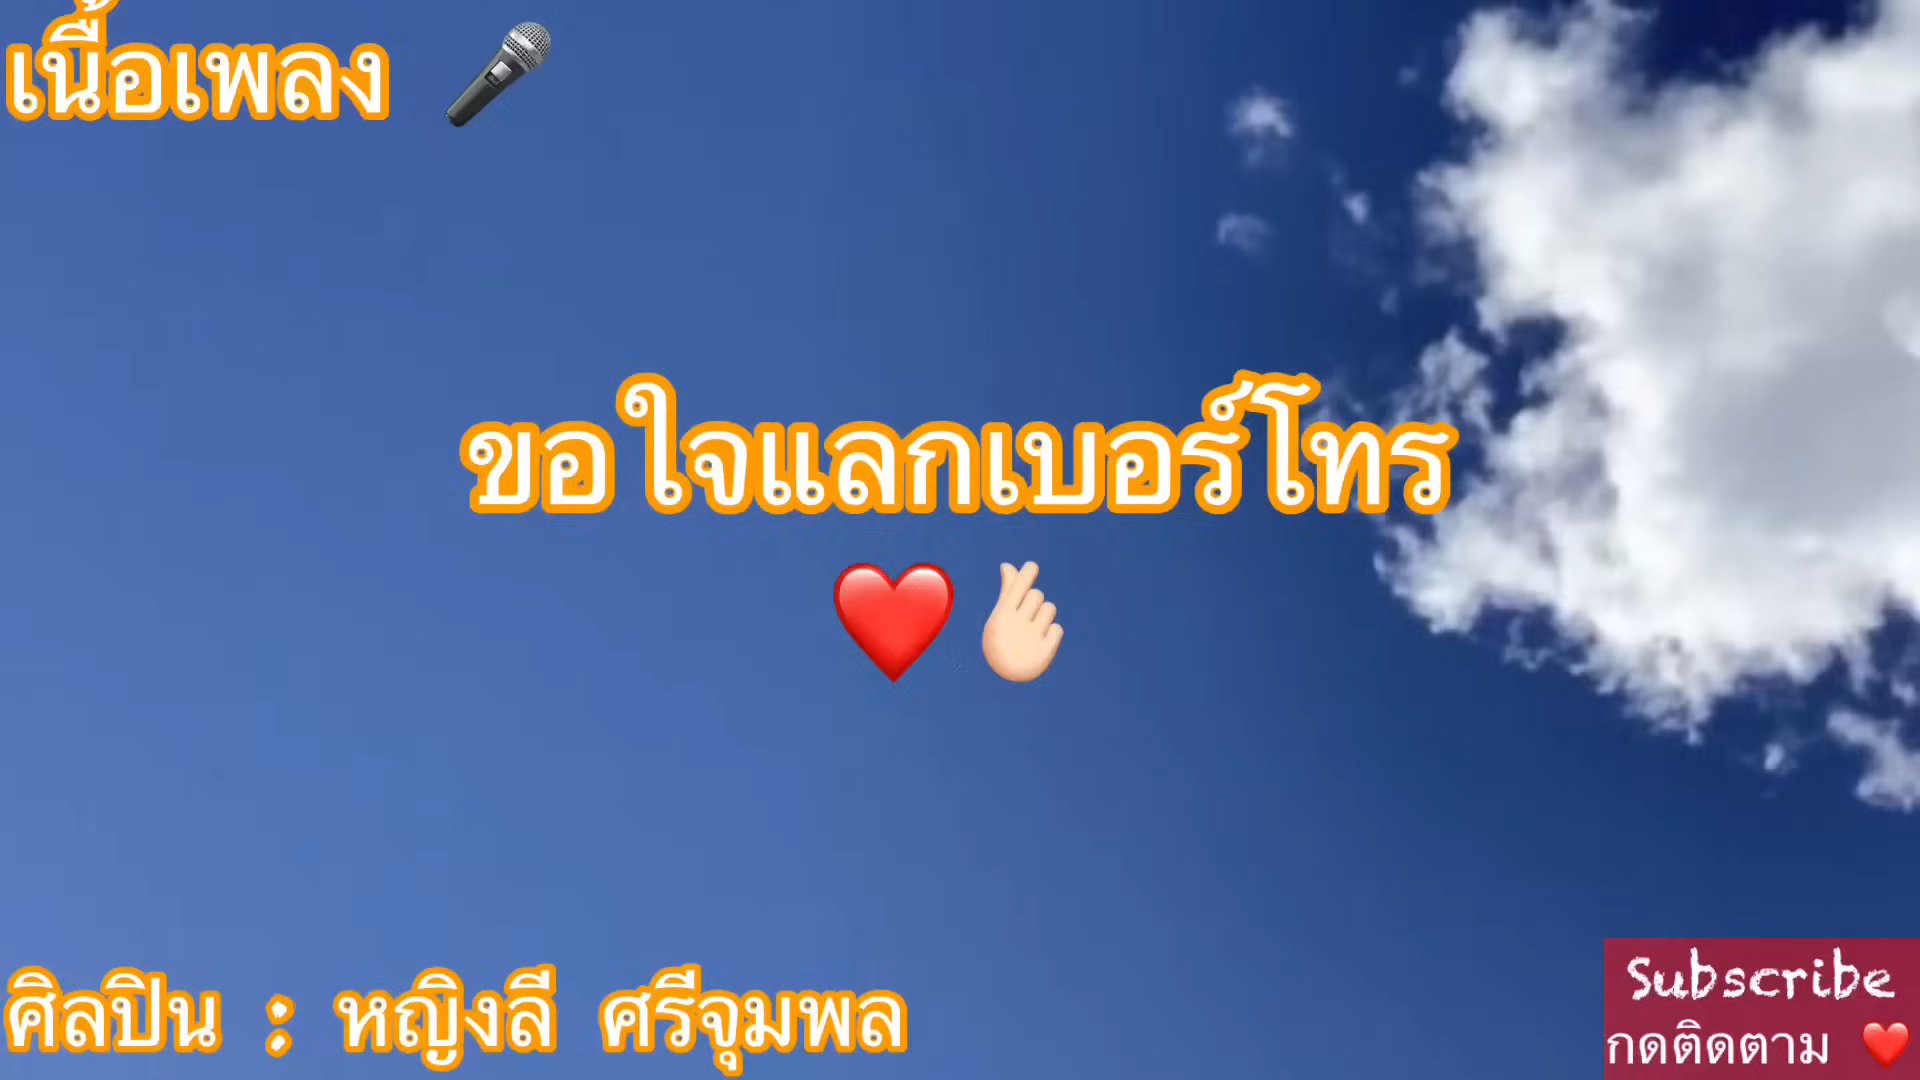 เนื้อเพลง 🎤
ขอใจแลกเบอร์โทร
❤️🫰🏻
ศิลปิน : หญิงลี ศรีจุมพล
Subscribe
กดติดตาม ❤️